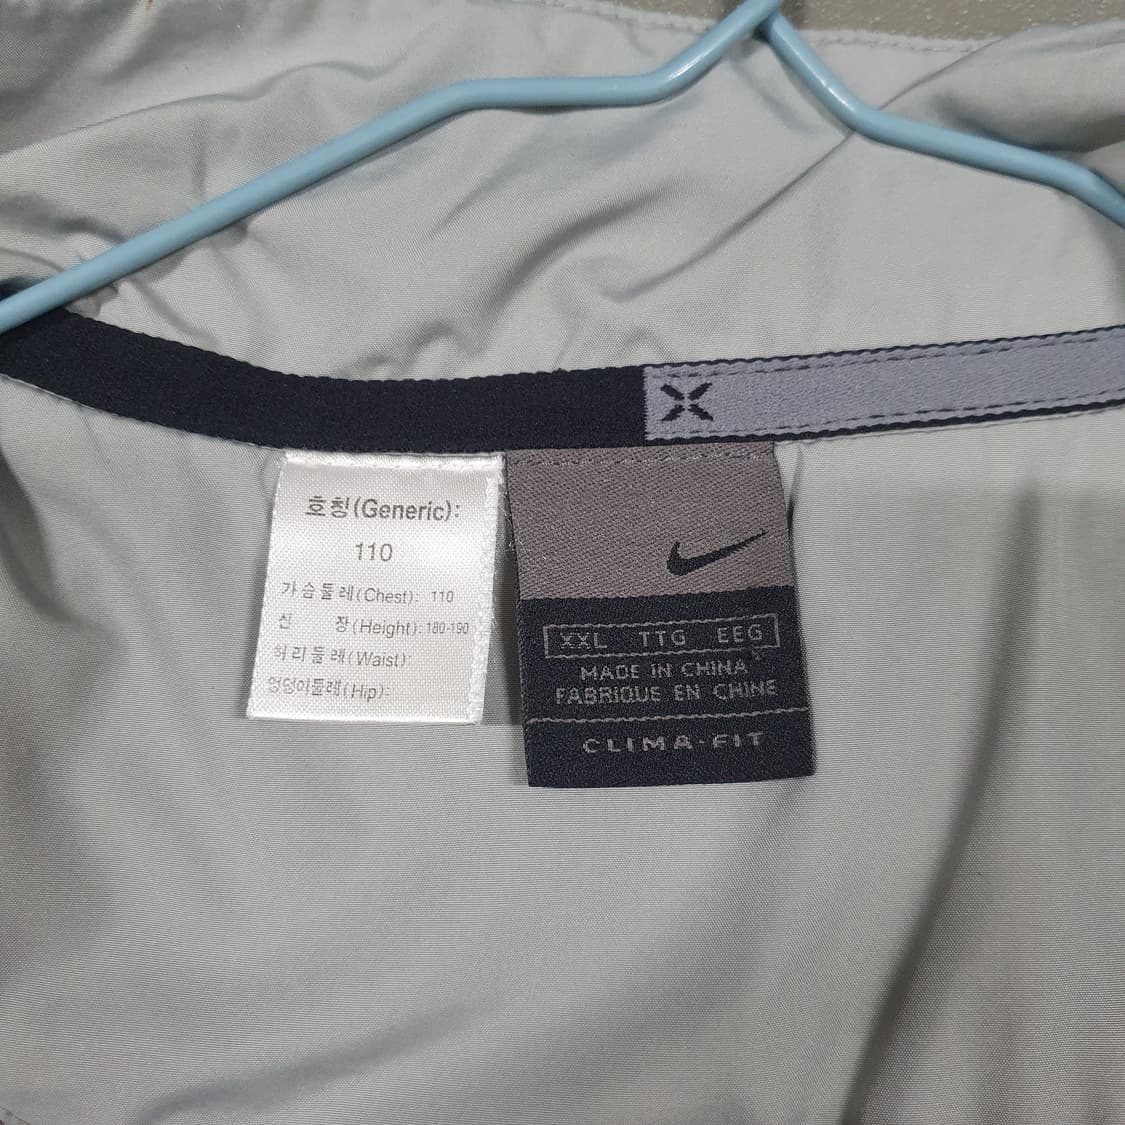 호칭(Generic):
110
가슴둘레(Chest): 110
신 장(Height):180-190
허리둘레(Waist):
엉덩이둘레(Hip):
XXL TTG EEG
MADE IN CHINA
FABRIQUE EN CHINE
CLIMA-FIT